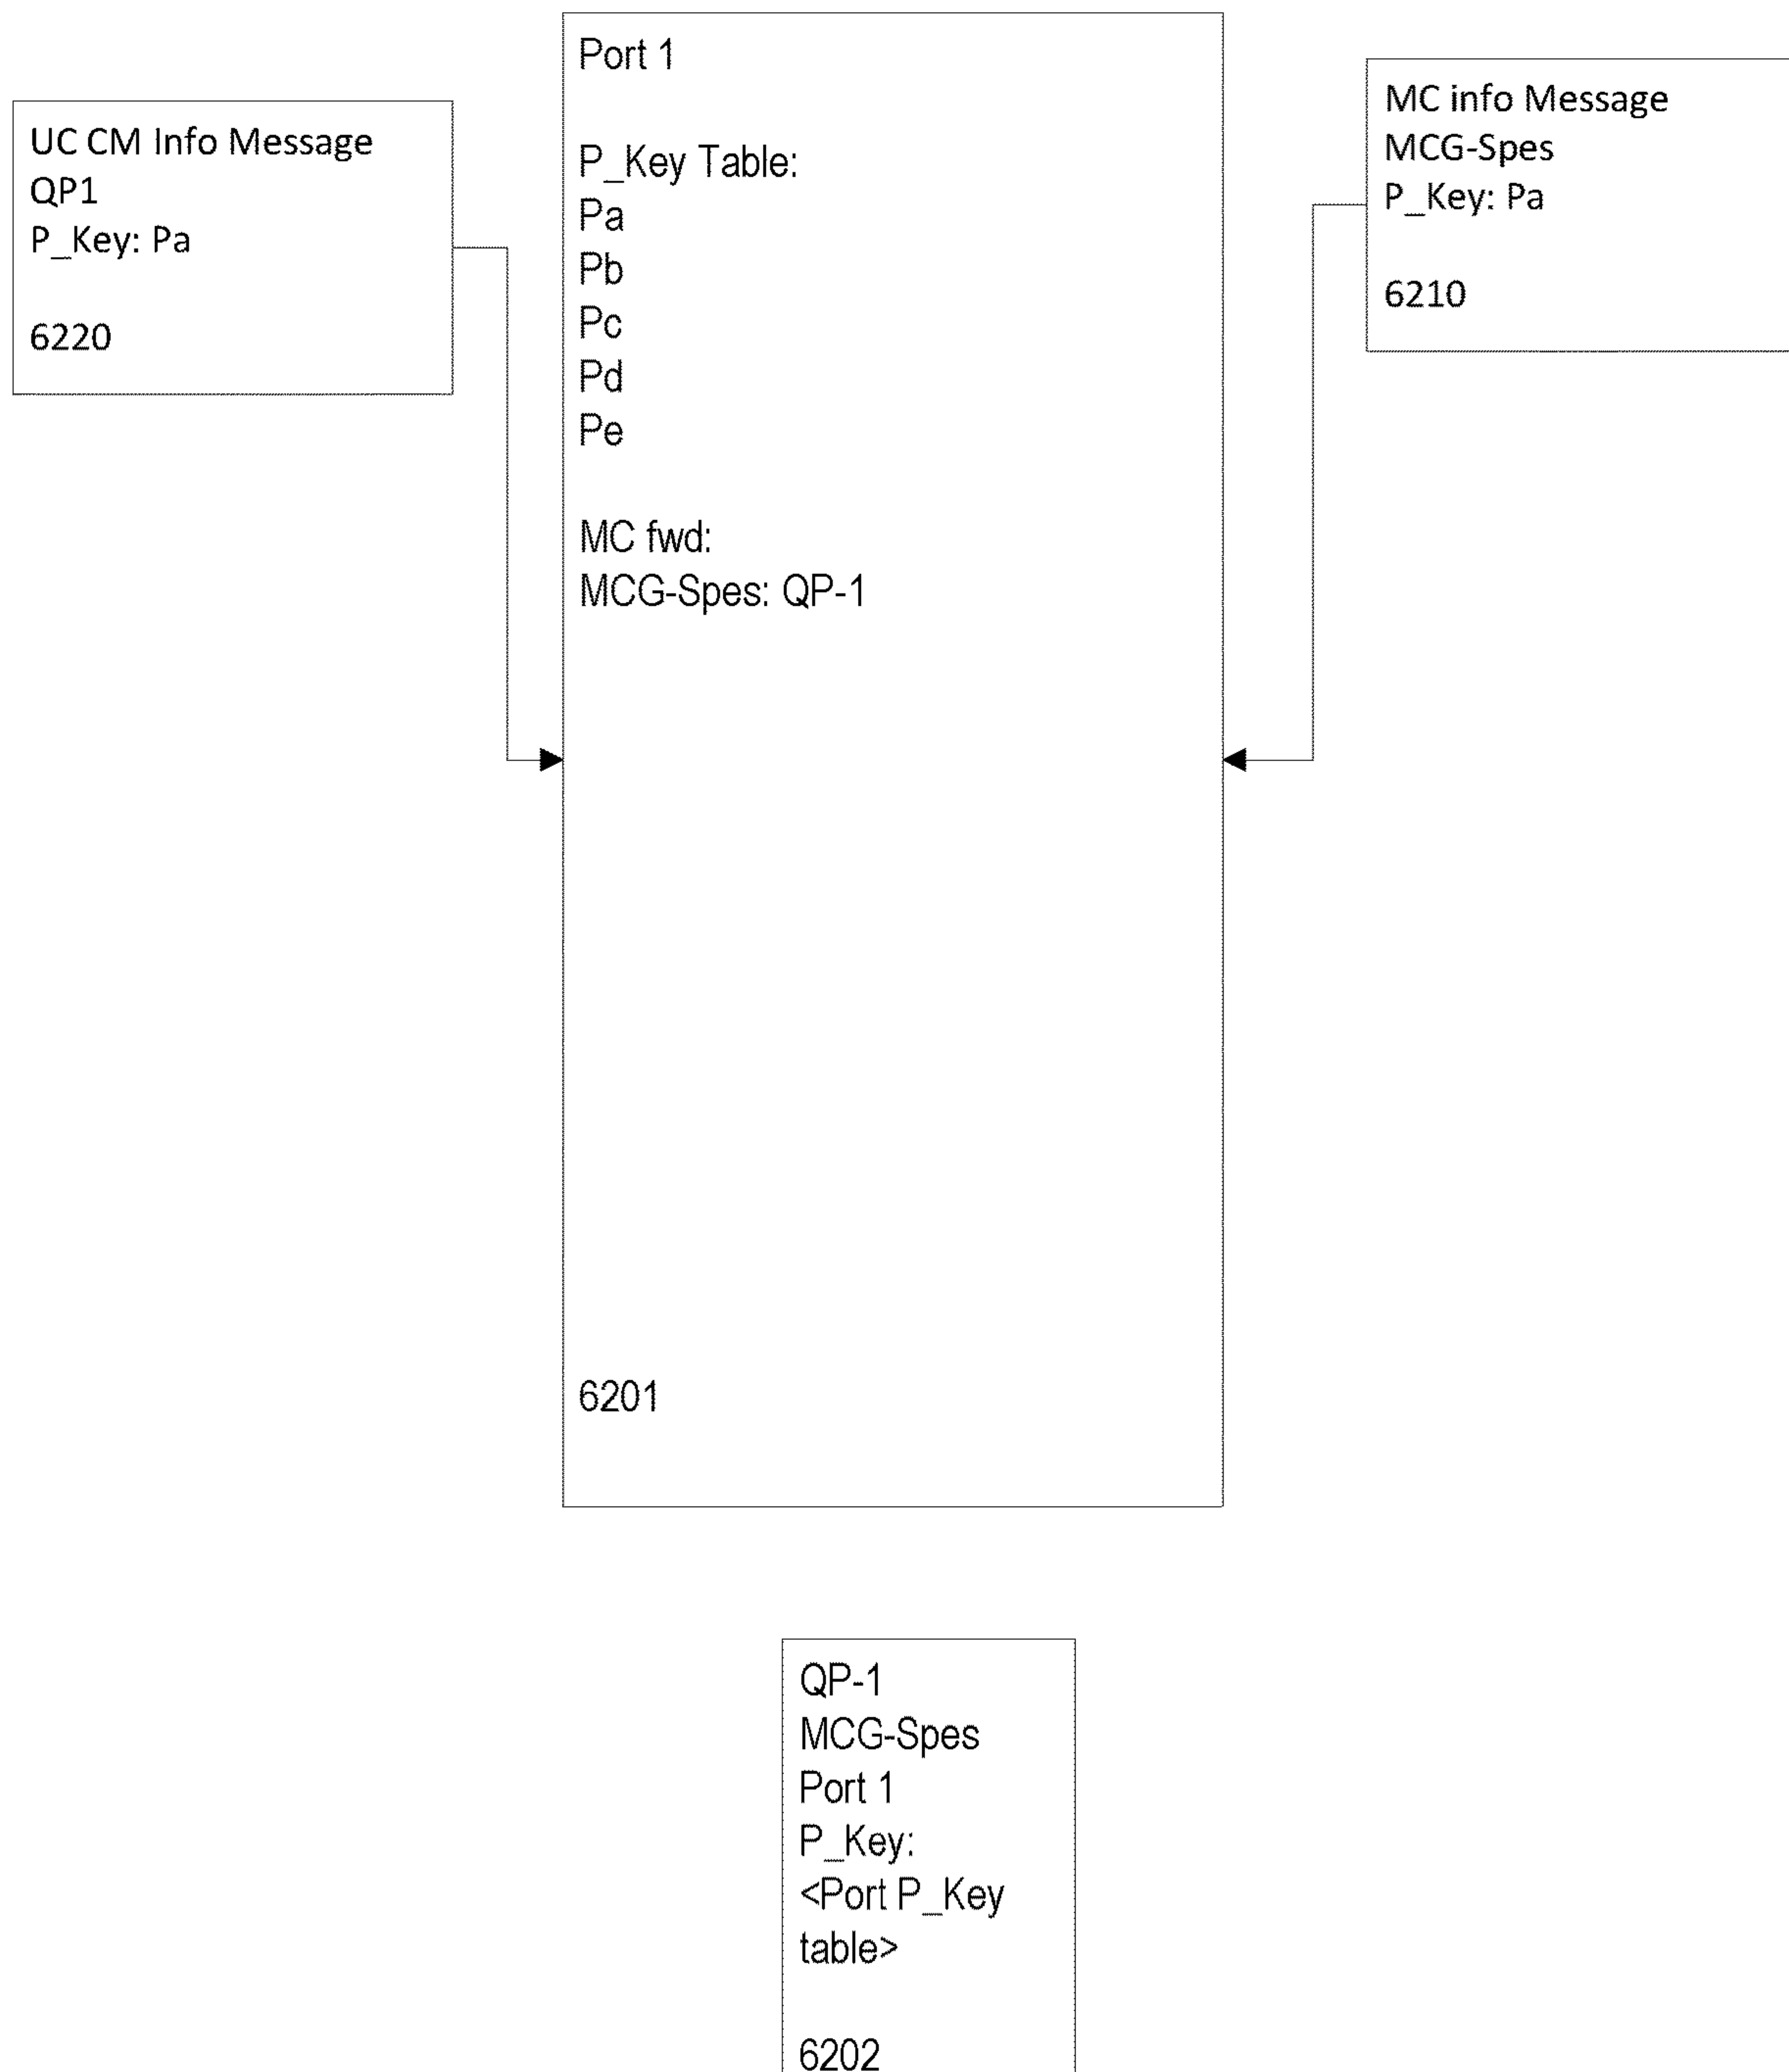 UC CM Info Message
QP1
P_Key: Pa
6220
Port 1
P_Key Table:
Pa
Pb
Pc
Pd
Pe
MC fwd:
MCG-Spes: QP-1
6201
MC info Message
MCG-Spes
P_Key: Pa
6210
QP-1
MCG-Spes
Port 1
P_Key:
<Port P_Key
table>
6202